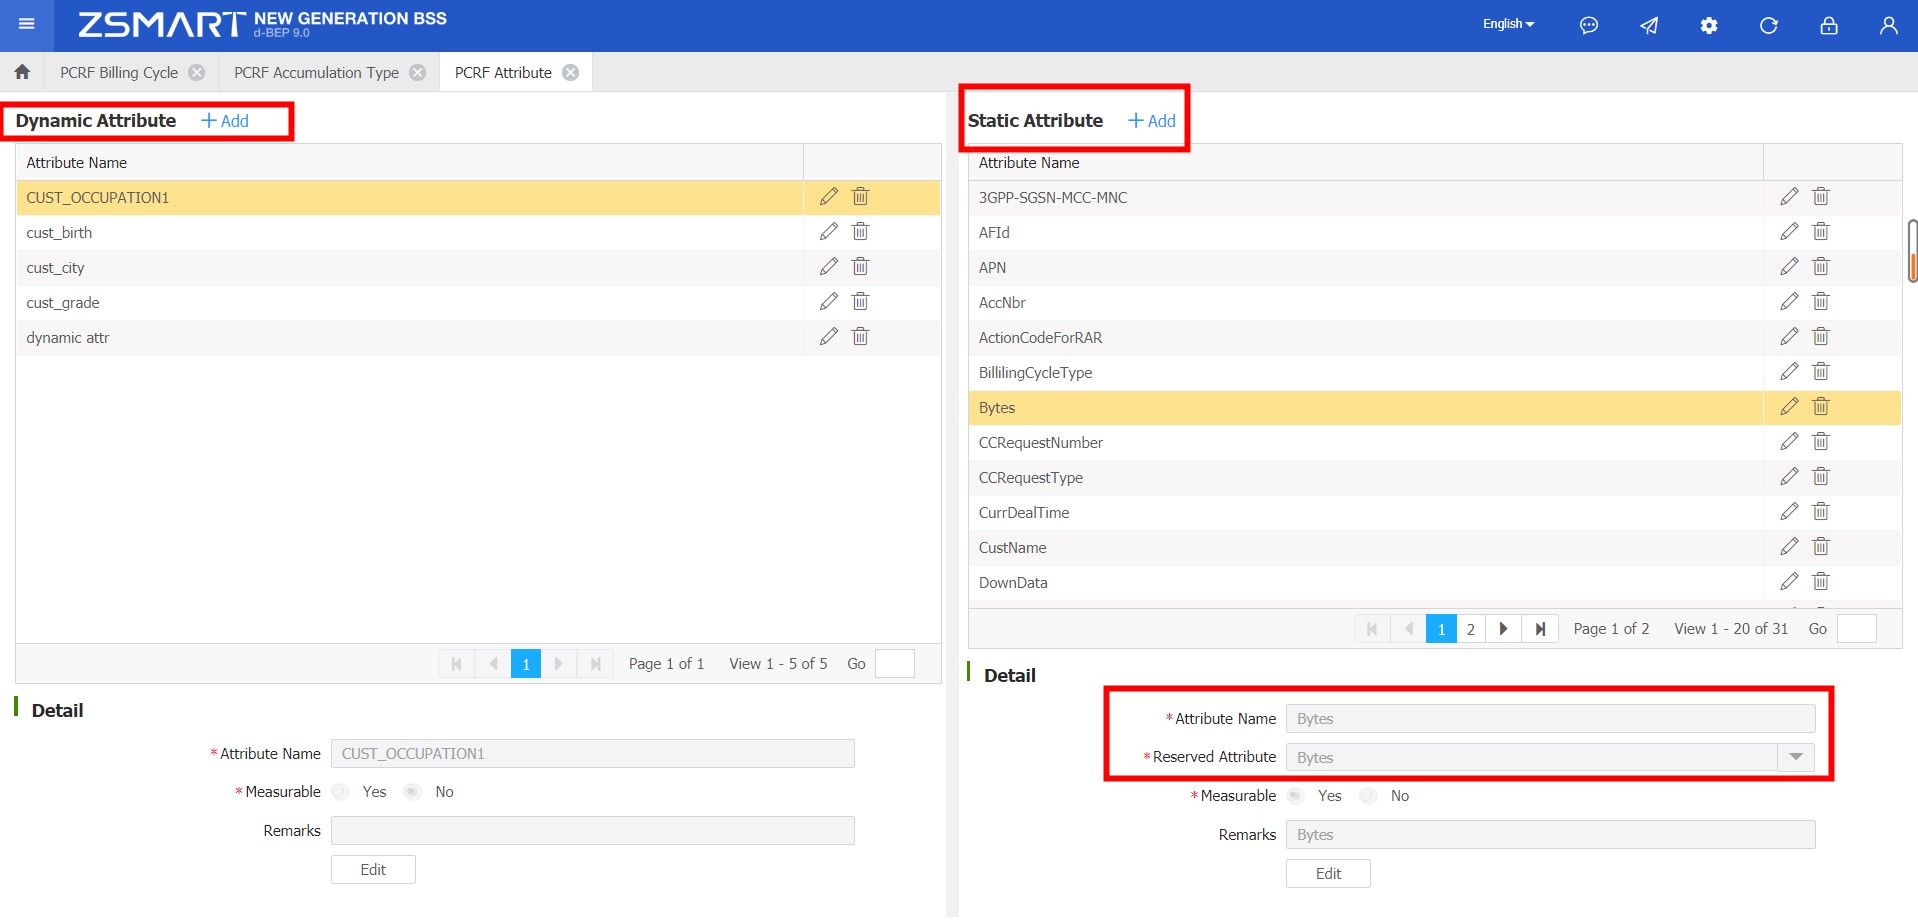 ZSMART NEW GENERATION BSS
d-BEP 9.0
English
PCRF Billing Cycle
PCRF Accumulation Type
PCRF Attribute
Dynamic Attribute
Add
Attribute Name
CUST_OCCUPATION1
cust_birth
cust_city
cust_grade
dynamic attr
1
Page 1 of 1
View 1 - 5 of 5
Go
Detail
*Attribute Name CUST_OCCUPATION1
*Measurable Yes No
Remarks
Edit
Static Attribute
Add
Attribute Name
3GPP-SGSN-MCC-MNC
AFId
APN
AccNbr
ActionCodeForRAR
BillilingCycleType
Bytes
CCRequestNumber
CCRequestType
CurrDealTime
CustName
DownData
1 2
Page 1 of 2
View 1 - 20 of 31
Go
Detail
*Attribute Name Bytes
*Reserved Attribute Bytes
*Measurable Yes No
Remarks Bytes
Edit